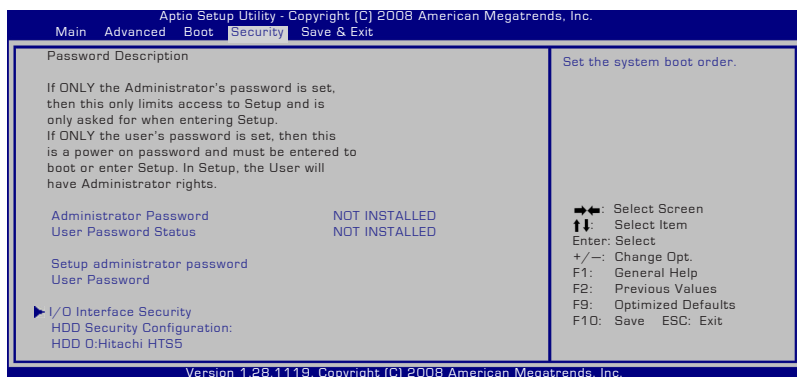 Aptio Setup Utility - Copyright (C) 2008 American Megatrends, Inc.
Main Advanced Boot Security Save & Exit
Password Description
If ONLY the Administrator's password is set,
then this only limits access to Setup and is
only asked for when entering Setup.
If ONLY the user's password is set, then this
is a power on password and must be entered to
boot or enter Setup. In Setup, the User will
have Administrator rights.
Administrator Password NOT INSTALLED
User Password Status NOT INSTALLED
Setup administrator password
User Password
I/O Interface Security
HDD Security Configuration:
HDD 0:Hitachi HTS5
Set the system boot order.
→←: Select Screen
↑↓: Select Item
Enter: Select
+/—: Change Opt.
F1: General Help
F2: Previous Values
F9: Optimized Defaults
F10: Save ESC: Exit
Version 1.28.1119. Copyright (C) 2008 American Megatrends, Inc.